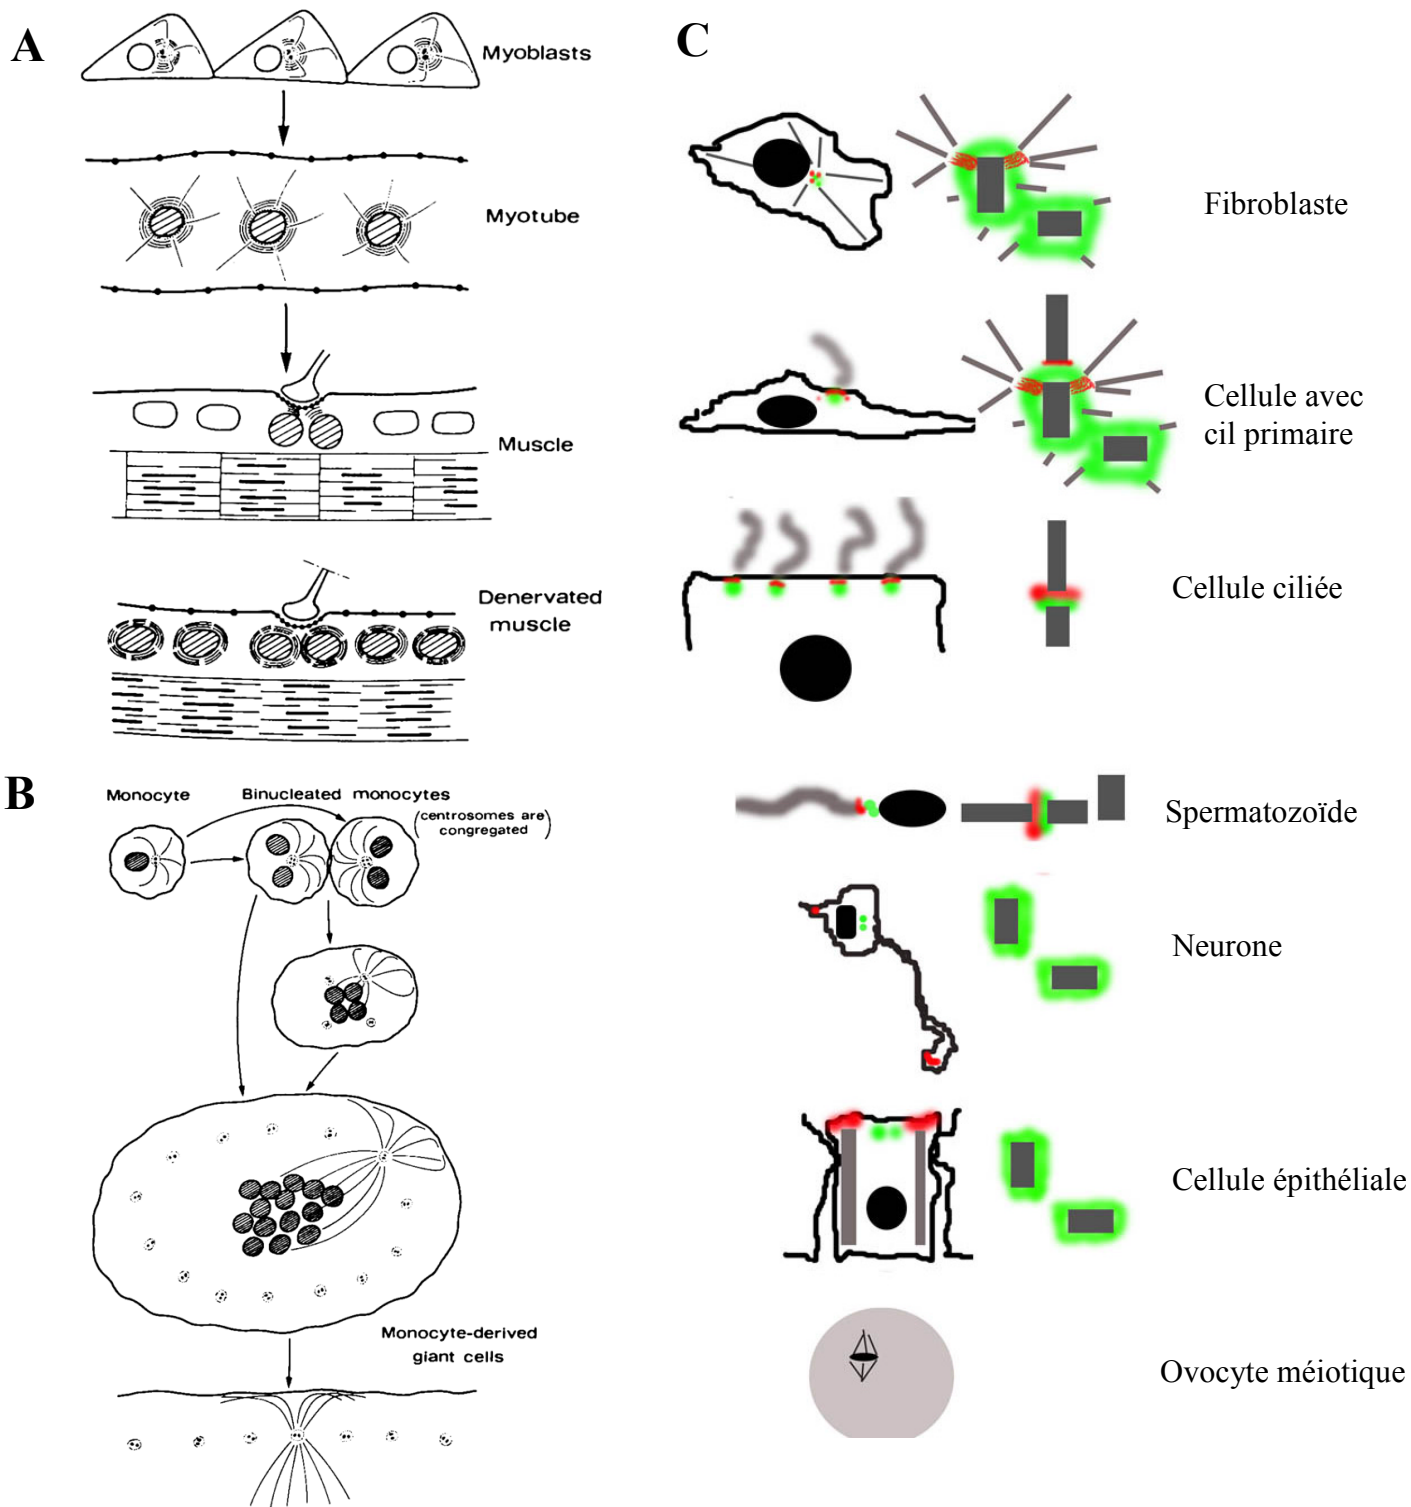 A
Myoblasts
Myotube
Muscle
Denervated
muscle
B
Monocyte
Binucleated monocytes
(centrosomes are
congregated)
Monocyte-derived
giant cells
C
Fibroblaste
Cellule avec
cil primaire
Cellule ciliée
Spermatozoïde
Neurone
Cellule épithéliale
Ovocyte méiotique